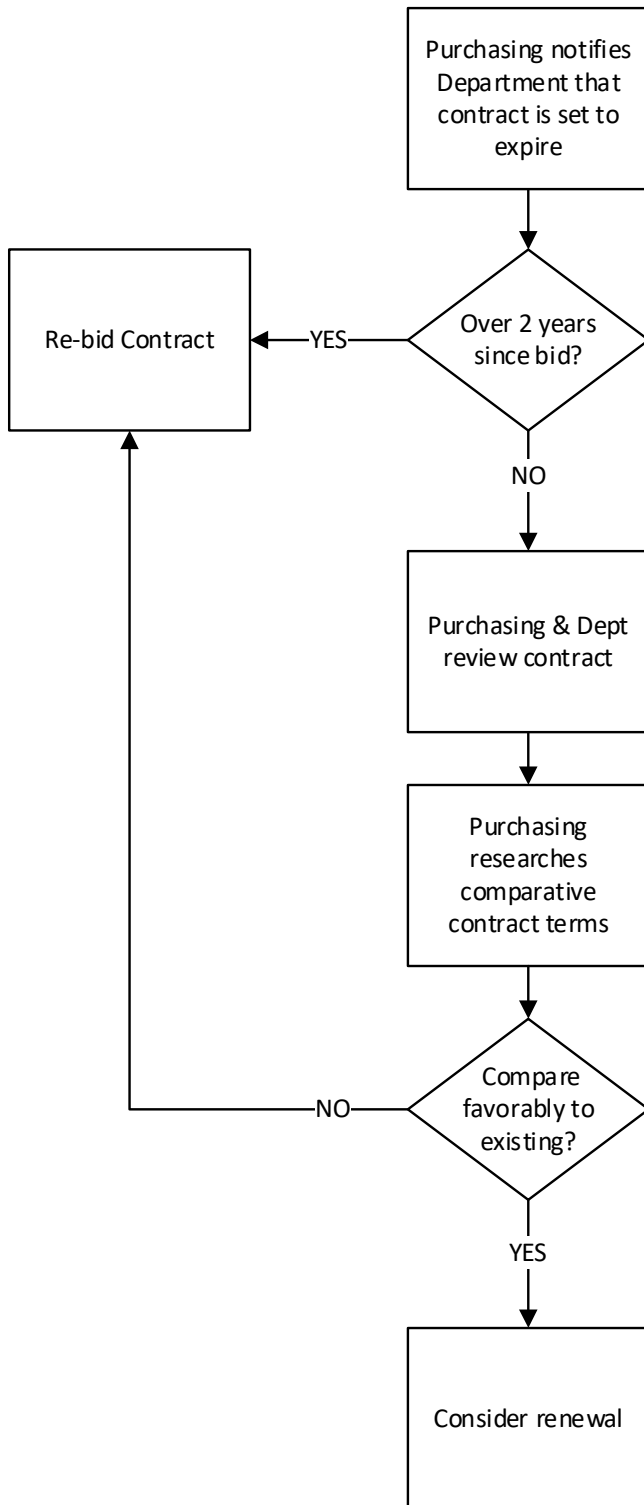 Purchasing notifies
Department that
contract is set to
expire
Over 2 years
since bid?
YES
Re-bid Contract
NO
Purchasing & Dept
review contract
Purchasing
researches
comparative
contract terms
Compare
favorably to
existing?
NO
YES
Consider renewal